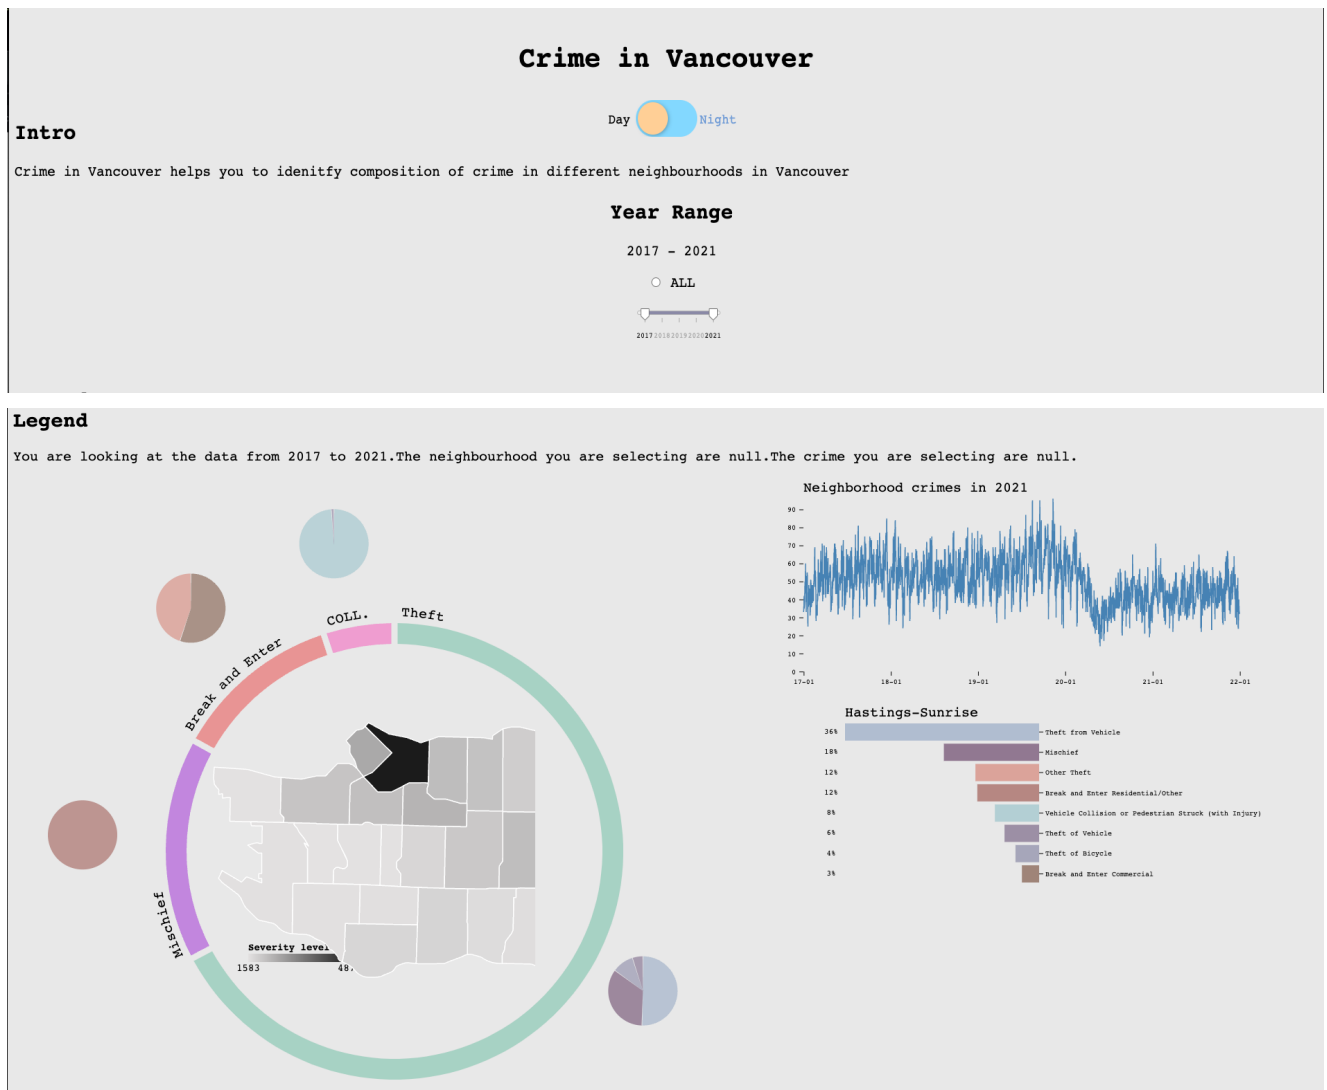 Crime in Vancouver
Day Night
Intro
Crime in Vancouver helps you to idenitfy composition of crime in different neighbourhoods in Vancouver
Year Range
2017 - 2021
ALL
2017 2018 2019 2020 2021
Legend
You are looking at the data from 2017 to 2021.The neighbourhood you are selecting are null.The crime you are selecting are null.
COLL.
Theft
Break and Enter
Mischief
Severity level
1583
Neighborhood crimes in 2021
90
80
70
60
50
40
30
20
10
0
17-01 18-01 19-01 20-01 21-01 22-01
Hastings-Sunrise
36% Theft from Vehicle
18% Mischief
12% Other Theft
12% Break and Enter Residential/Other
8% Vehicle Collision or Pedestrian Struck (with Injury)
6% Theft of Vehicle
4% Theft of Bicycle
3% Break and Enter Commercial